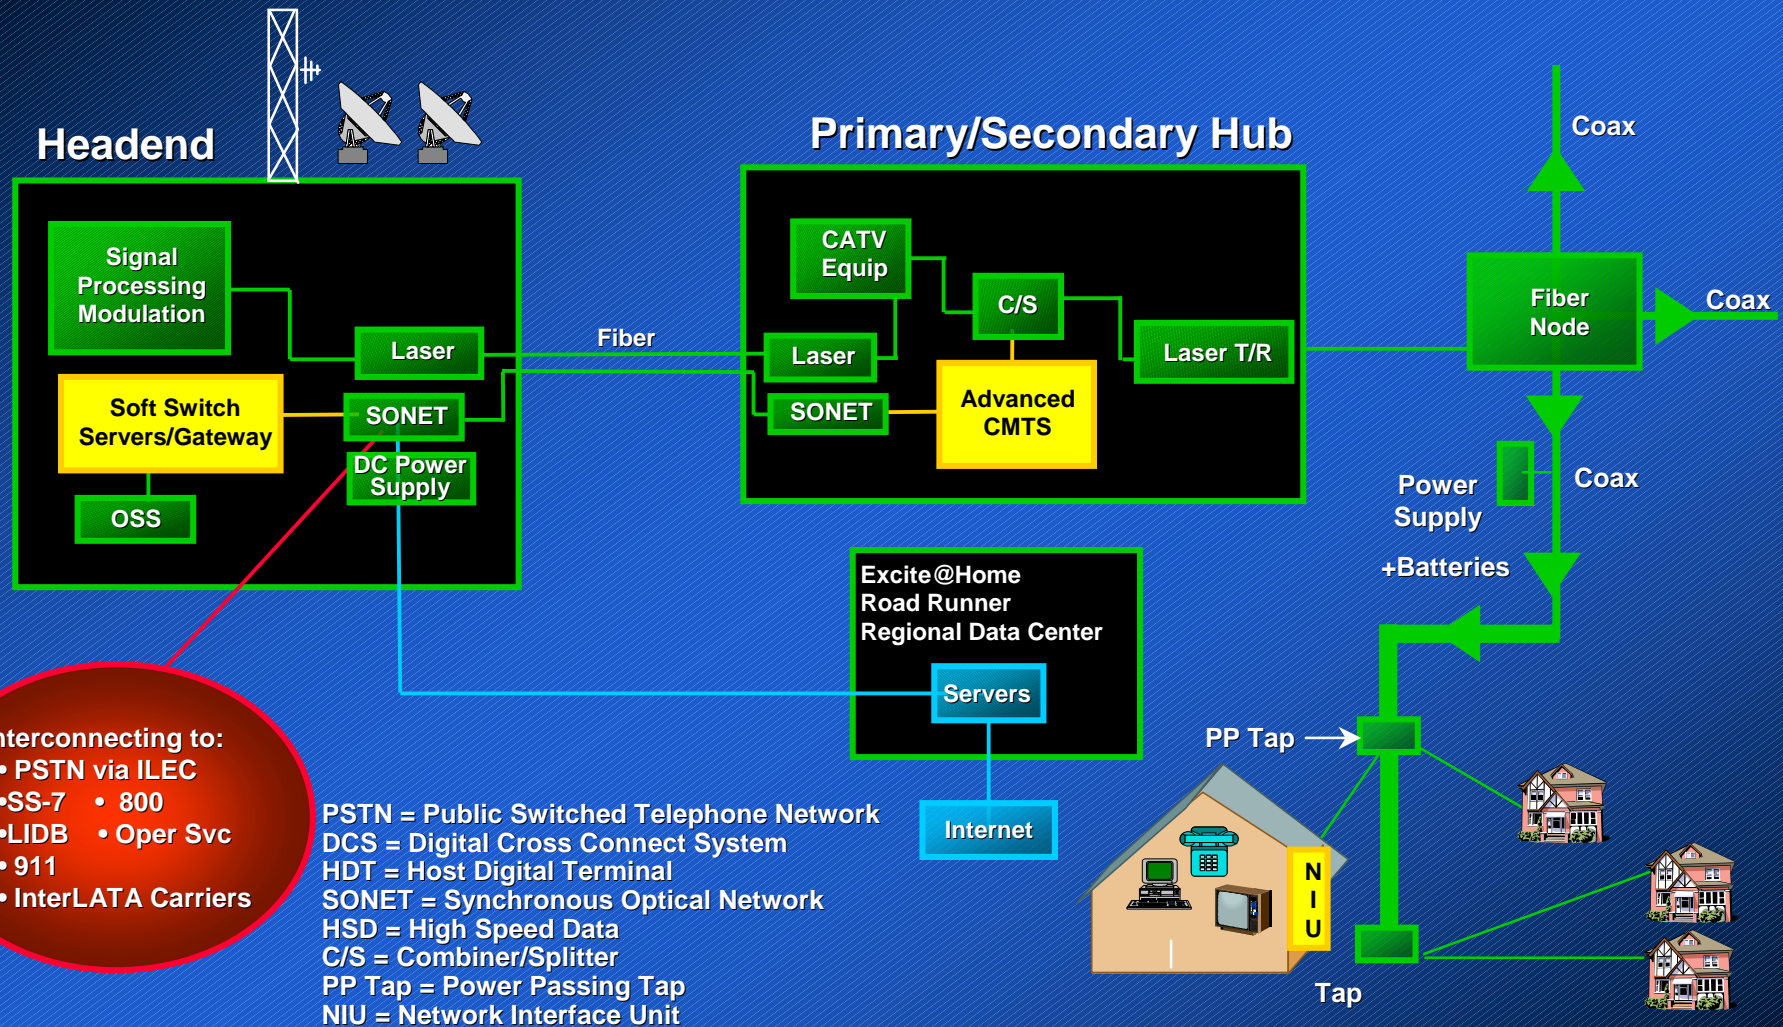 Headend
Primary/Secondary Hub
Coax
Signal
Processing
Modulation
Laser
Soft Switch
Servers/Gateway
SONET
DC Power
Supply
OSS
Fiber
CATV
Equip
C/S
Laser
Laser T/R
SONET
Advanced
CMTS
Fiber
Node
Coax
Power
Supply
Coax
+Batteries
Excite@Home
Road Runner
Regional Data Center
Servers
Internet
nterconnecting to:
• PSTN via ILEC
•SS-7 • 800
•LIDB • Oper Svc
• 911
• InterLATA Carriers
PSTN = Public Switched Telephone Network
DCS = Digital Cross Connect System
HDT = Host Digital Terminal
SONET = Synchronous Optical Network
HSD = High Speed Data
C/S = Combiner/Splitter
PP Tap = Power Passing Tap
NIU = Network Interface Unit
PP Tap
N
I
U
Tap